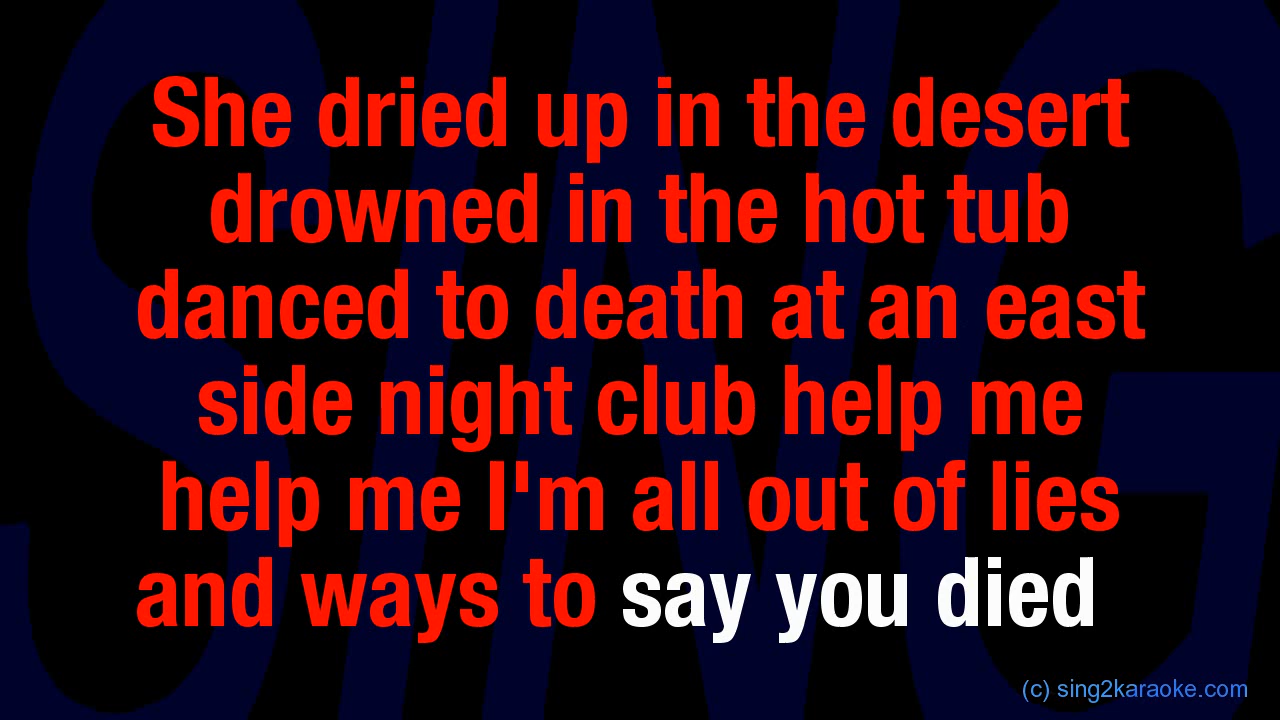 SING
She dried up in the desert
drowned in the hot tub
danced to death at an east
side night club help me
help me I'm all out of lies
and ways to say you died
(c) sing2karaoke.com